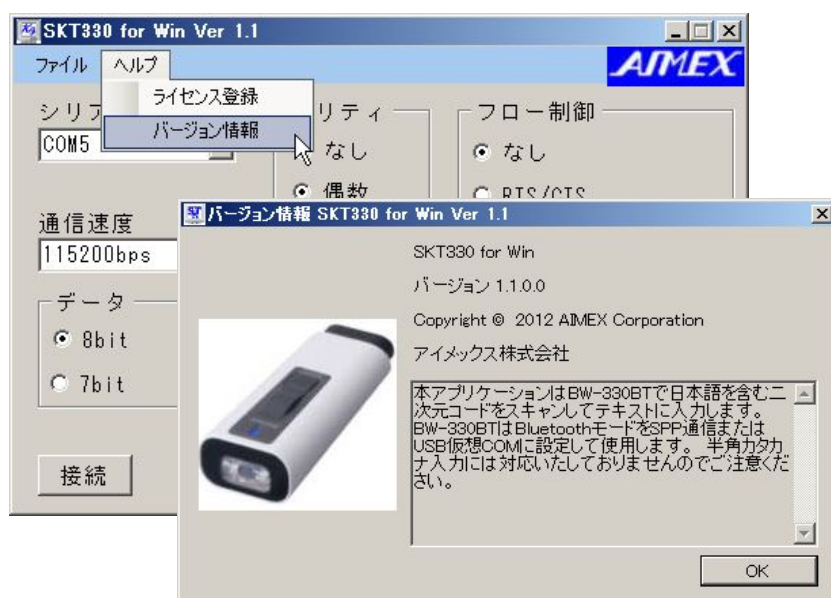 SKT330 for Win Ver 1.1
ファイル ヘルプ
AIMEX
ライセンス登録
バージョン情報
シリア
リティ
フロー制御
COM5
なし
なし
偶数
RTS/CTS
通信速度
115200bps
データ
8bit
7bit
接続
バージョン情報 SKT330 for Win Ver 1.1
SKT330 for Win
バージョン 1.1.0.0
Copyright © 2012 AIMEX Corporation
アイメックス株式会社
本アプリケーションはBW-330BTで日本語を含む二
次元コードをスキャンしてテキストに入力します。
BW-330BTはBluetoothモードをSPP通信または
USB仮想COMに設定して使用します。 半角カタカ
ナ入力には対応いたしておりませんのでご注意くだ
さい。
OK